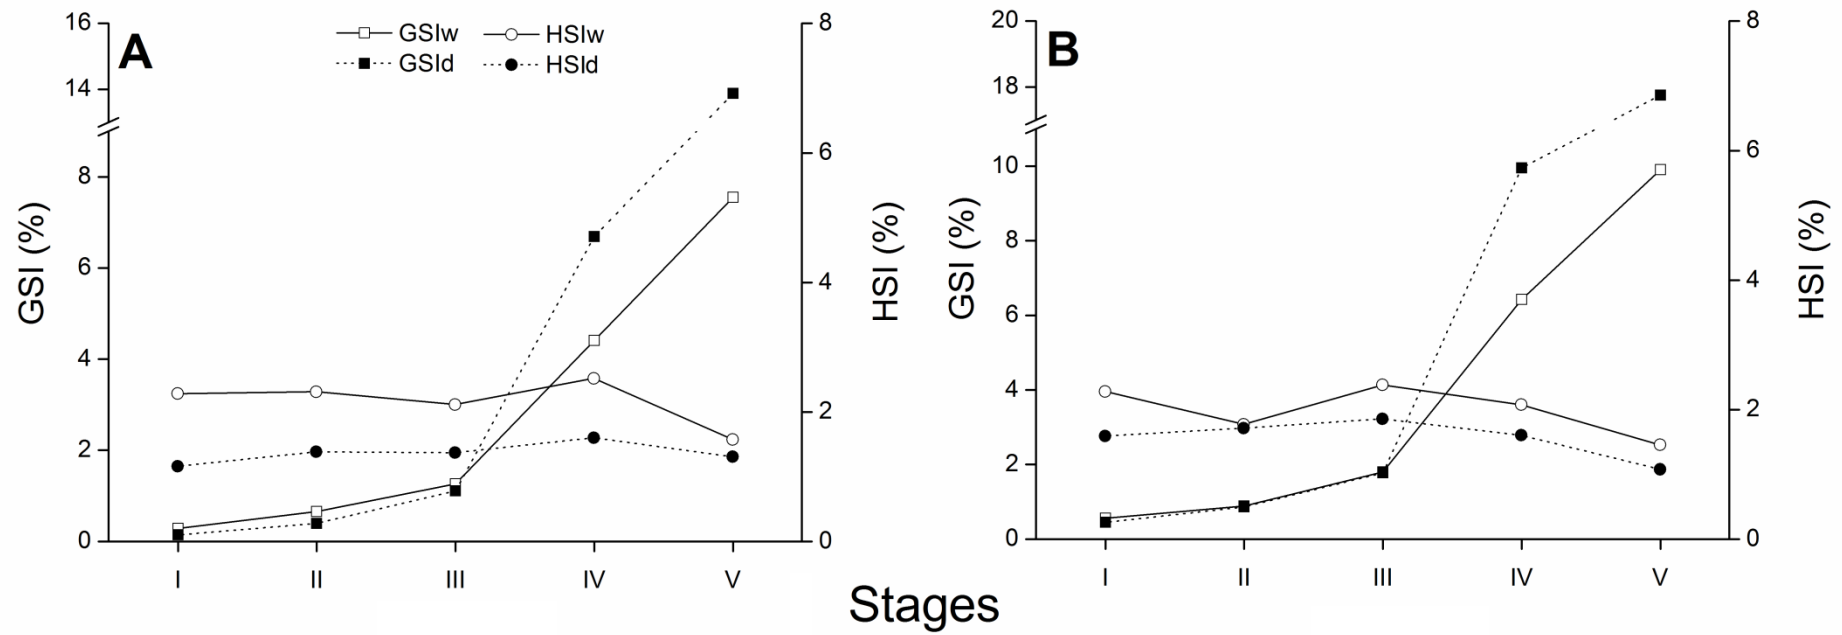 A
GSIw
HSIw
GSId
HSId
16
14
8
6
4
2
0
GSI (%)
8
6
4
2
0
HSI (%)
I II III IV V
B
20
18
10
8
6
4
2
0
GSI (%)
8
6
4
2
0
HSI (%)
I II III IV V
Stages